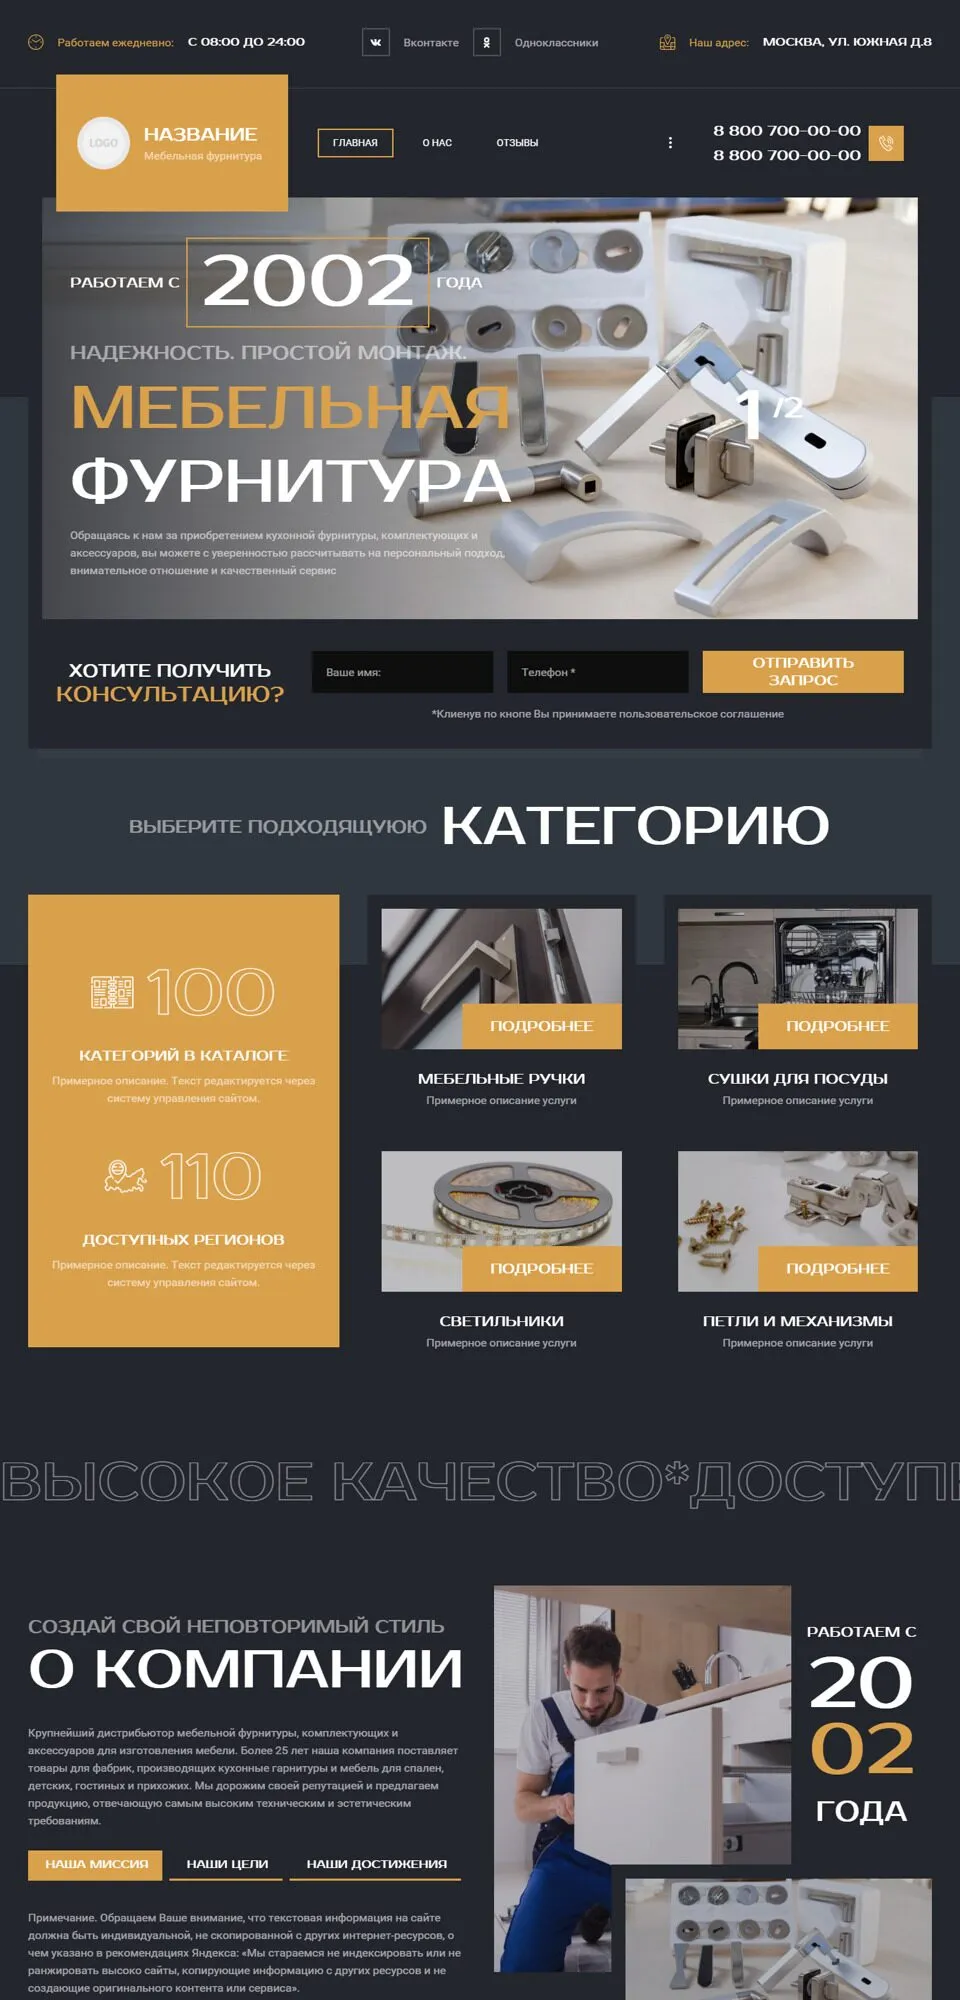 Работаем ежедневно: С 08:00 ДО 24:00
Вконтакте
Одноклассники
Наш адрес: МОСКВА, УЛ. ЮЖНАЯ Д.8
LOGO
НАЗВАНИЕ
Мебельная фурнитура
ГЛАВНАЯ
О НАС
ОТЗЫВЫ
8 800 700-00-00
8 800 700-00-00
РАБОТАЕМ С 2002 ГОДА
НАДЕЖНОСТЬ. ПРОСТОЙ МОНТАЖ.
МЕБЕЛЬНАЯ
ФУРНИТУРА
1 /2
Обращаясь к нам за приобретением кухонной фурнитуры, комплектующих и
аксессуаров, вы можете с уверенностью рассчитывать на персональный подход,
внимательное отношение и качественный сервис
ХОТИТЕ ПОЛУЧИТЬ
КОНСУЛЬТАЦИЮ?
Ваше имя:
Телефон *
ОТПРАВИТЬ
ЗАПРОС
*Клиенув по кнопе Вы принимаете пользовательское соглашение
ВЫБЕРИТЕ ПОДХОДЯЩУЮЮ КАТЕГОРИЮ
100
КАТЕГОРИЙ В КАТАЛОГЕ
Примерное описание. Текст редактируется через
систему управления сайтом.
110
ДОСТУПНЫХ РЕГИОНОВ
Примерное описание. Текст редактируется через
систему управления сайтом.
ПОДРОБНЕЕ
МЕБЕЛЬНЫЕ РУЧКИ
Примерное описание услуги
ПОДРОБНЕЕ
СУШКИ ДЛЯ ПОСУДЫ
Примерное описание услуги
ПОДРОБНЕЕ
СВЕТИЛЬНИКИ
Примерное описание услуги
ПОДРОБНЕЕ
ПЕТЛИ И МЕХАНИЗМЫ
Примерное описание услуги
ВЫСОКОЕ КАЧЕСТВО*ДОСТУПН
СОЗДАЙ СВОЙ НЕПОВТОРИМЫЙ СТИЛЬ
О КОМПАНИИ
Крупнейший дистрибьютор мебельной фурнитуры, комплектующих и
аксессуаров для изготовления мебели. Более 25 лет наша компания поставляет
товары для фабрик, производящих кухонные гарнитуры и мебель для спален,
детских, гостиных и прихожих. Мы дорожим своей репутацией и предлагаем
продукцию, отвечающую самым высоким техническим и эстетическим
требованиям.
НАША МИССИЯ
НАШИ ЦЕЛИ
НАШИ ДОСТИЖЕНИЯ
Примечание. Обращаем Ваше внимание, что текстовая информация на сайте
должна быть индивидуальной, не скопированной с других интернет-ресурсов, о
чем указано в рекомендациях Яндекса: «Мы стараемся не индексировать или не
ранжировать высоко сайты, копирующие информацию с других ресурсов и не
создающие оригинального контента или сервиса».
РАБОТАЕМ С
20
02
ГОДА